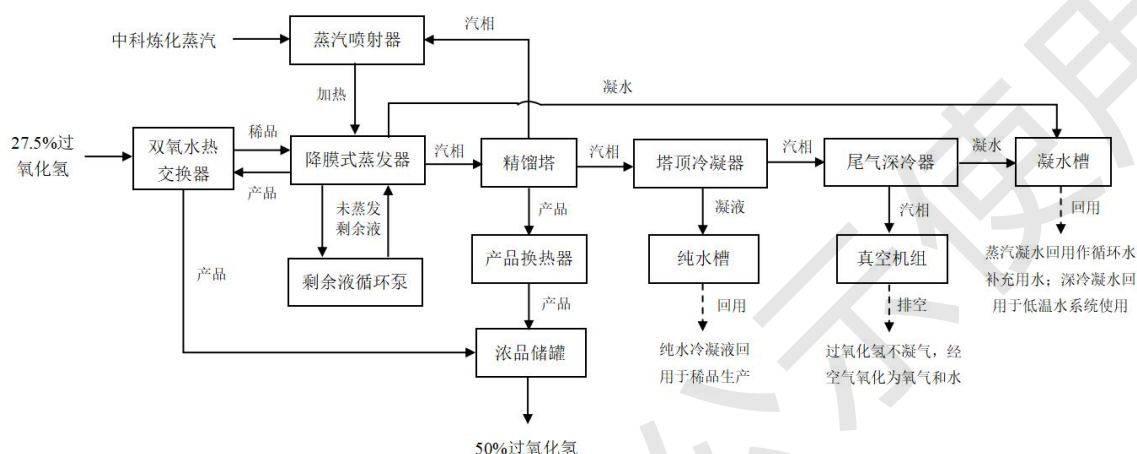 汽相
中科炼化蒸汽
蒸汽喷射器
加热
凝水
27.5%过
氧化氢
双氧水热
交换器
稀品
产品
降膜式蒸发器
汽相
精馏塔
汽相
塔顶冷凝器
汽相
尾气深冷器
凝水
凝水槽
未蒸发
剩余液
产品
凝液
汽相
回用
产品
剩余液循环泵
产品换热器
纯水槽
真空机组
蒸汽凝水回用作循环水
补充用水；深冷凝水回
用于低温水系统使用
产品
回用
排空
浓品储罐
纯水冷凝液回
用于稀品生产
过氧化氢不凝气，经
空气氧化为氧气和水
50%过氧化氢
公示使用